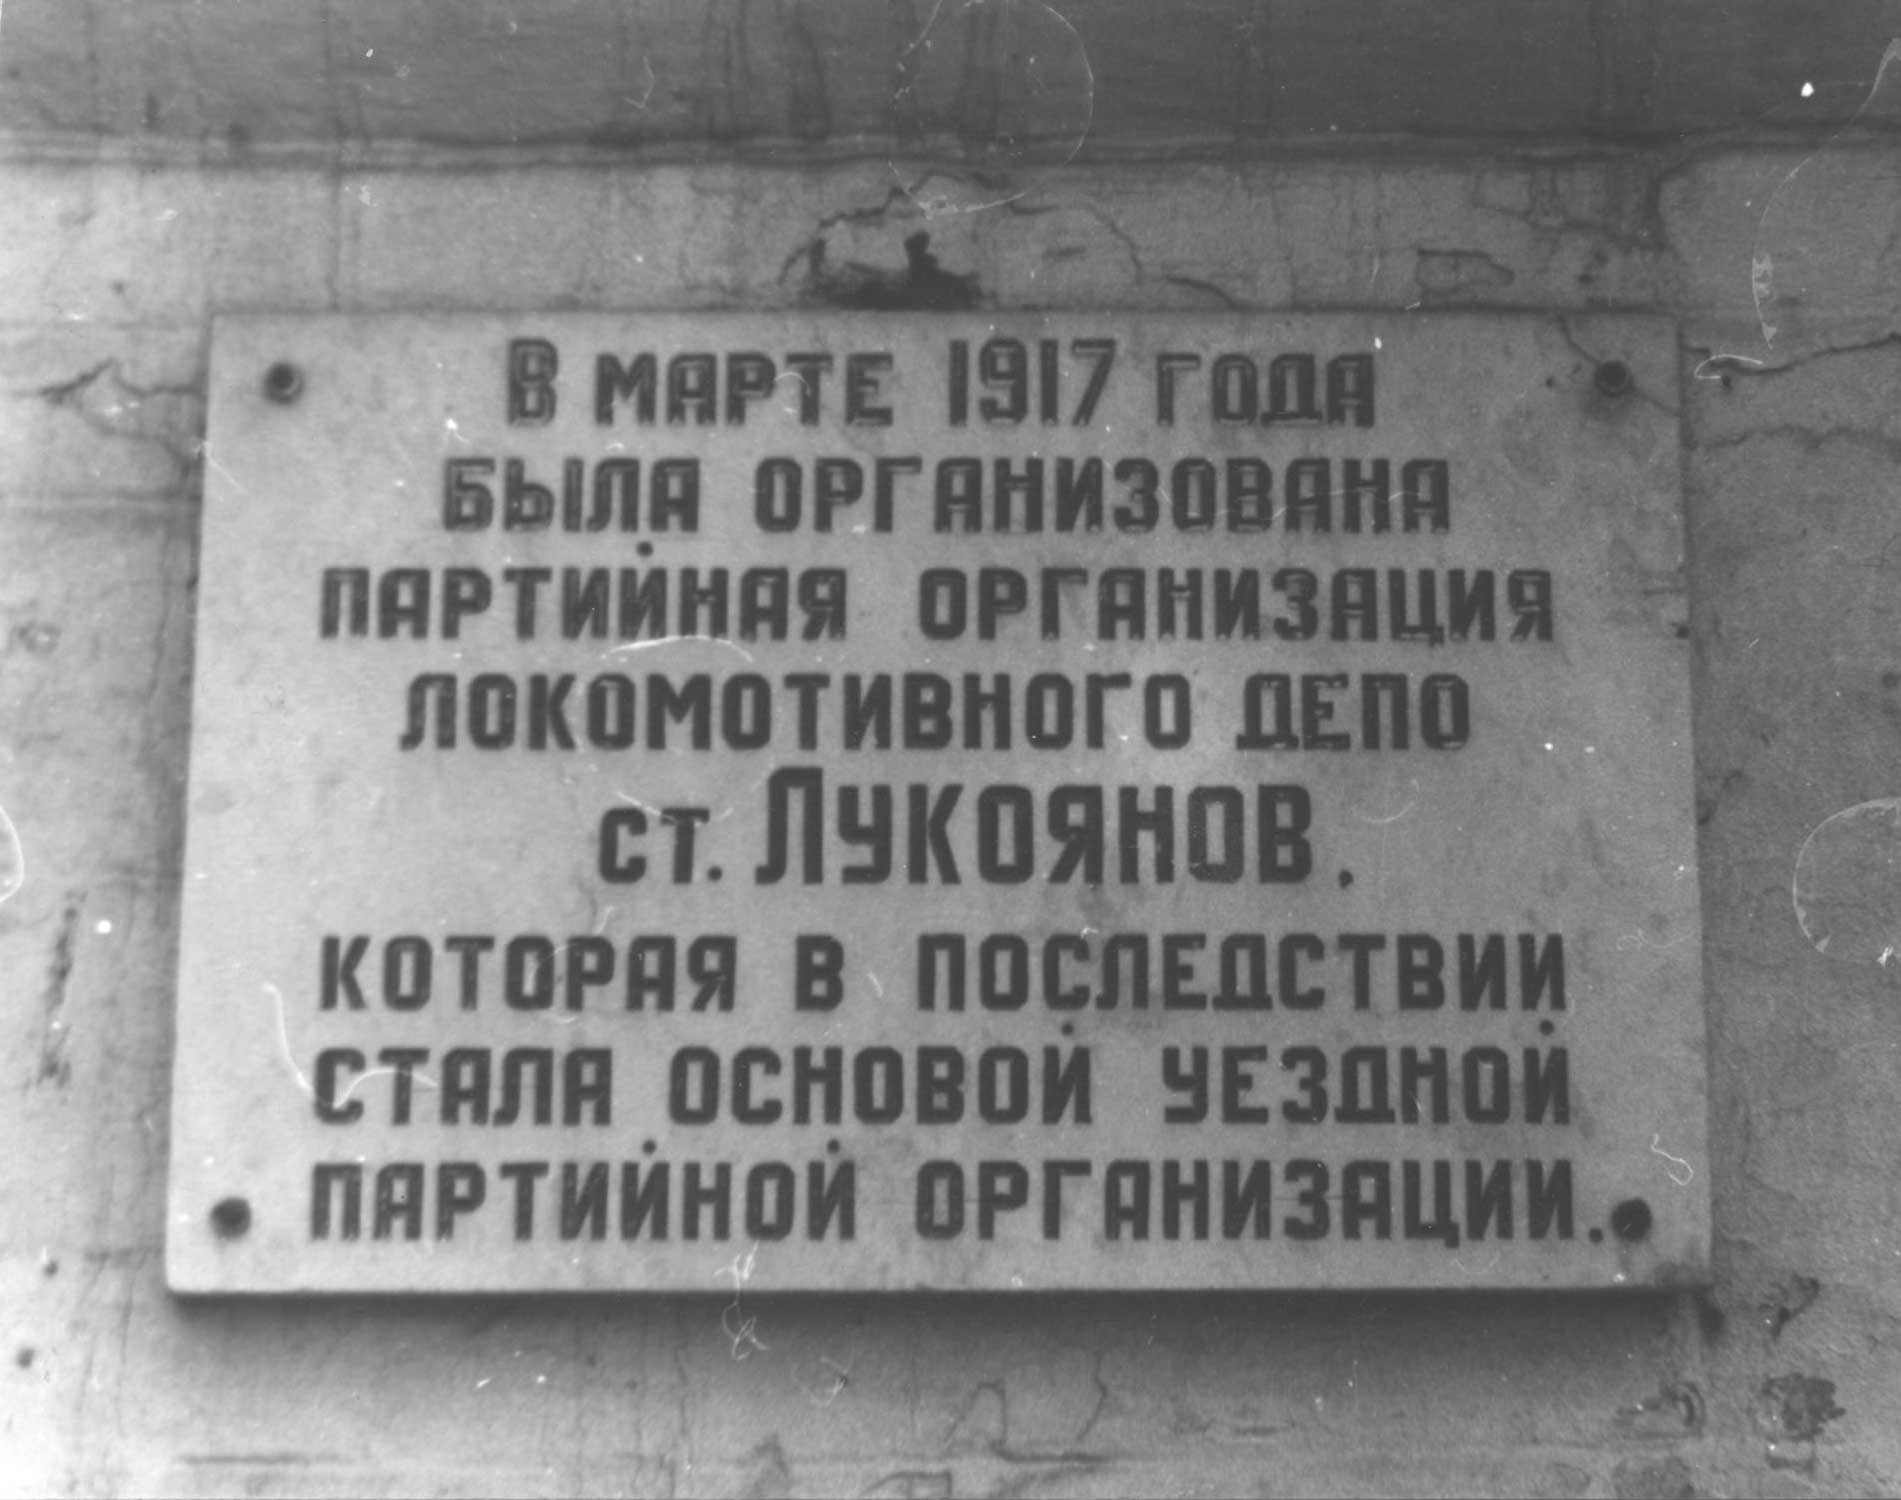 В МАРТЕ 1917 ГОДА
БЫЛА ОРГАНИЗОВАНА
ПАРТИЙНАЯ ОРГАНИЗАЦИЯ
ЛОКОМОТИВНОГО ДЕПО
СТ. ЛУКОЯНОВ,
КОТОРАЯ В ПОСЛЕДСТВИИ
СТАЛА ОСНОВОЙ УЕЗДНОЙ
ПАРТИЙНОЙ ОРГАНИЗАЦИИ.